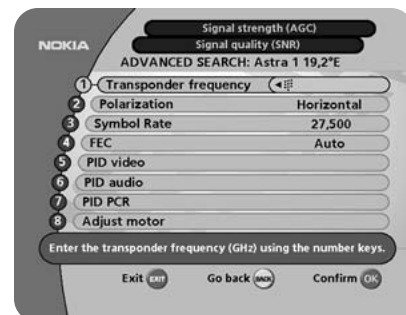 Signal strength (AGC)
NOKIA
Signal quality (SNR)
ADVANCED SEARCH: Astra 1 19,2°E
1 Transponder frequency
2 Polarization Horizontal
3 Symbol Rate 27,500
4 FEC Auto
5 PID video
6 PID audio
7 PID PCR
8 Adjust motor
Enter the transponder frequency (GHz) using the number keys.
Exit EXIT Go back BACK Confirm OK